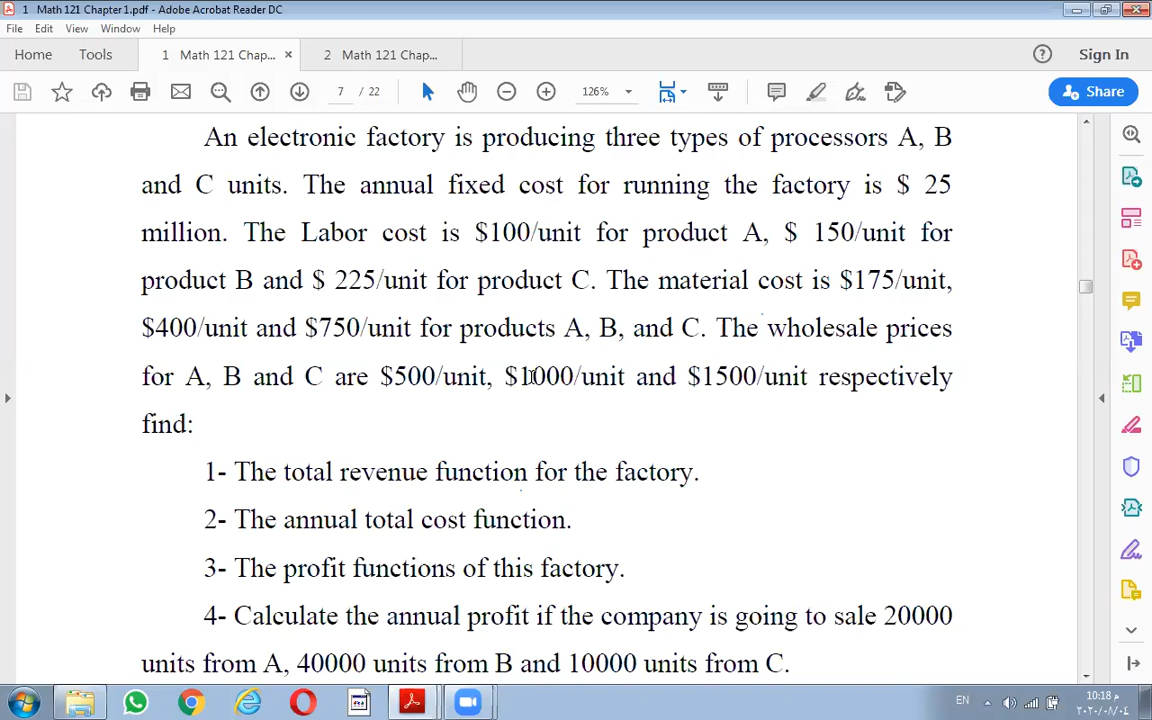 1 Math 121 Chapter 1.pdf - Adobe Acrobat Reader DC
File Edit View Window Help
Home Tools 1 Math 121 Chap... × 2 Math 121 Chap... ? Sign In
7 / 22 126% Share
An electronic factory is producing three types of processors A, B
and C units. The annual fixed cost for running the factory is $ 25
million. The Labor cost is $100/unit for product A, $ 150/unit for
product B and $ 225/unit for product C. The material cost is $175/unit,
$400/unit and $750/unit for products A, B, and C. The wholesale prices
for A, B and C are $500/unit, $1000/unit and $1500/unit respectively
find:
1- The total revenue function for the factory.
2- The annual total cost function.
3- The profit functions of this factory.
4- Calculate the annual profit if the company is going to sale 20000
units from A, 40000 units from B and 10000 units from C.
EN
10:18 م
٢٠٢٠/٠٨/٠٤